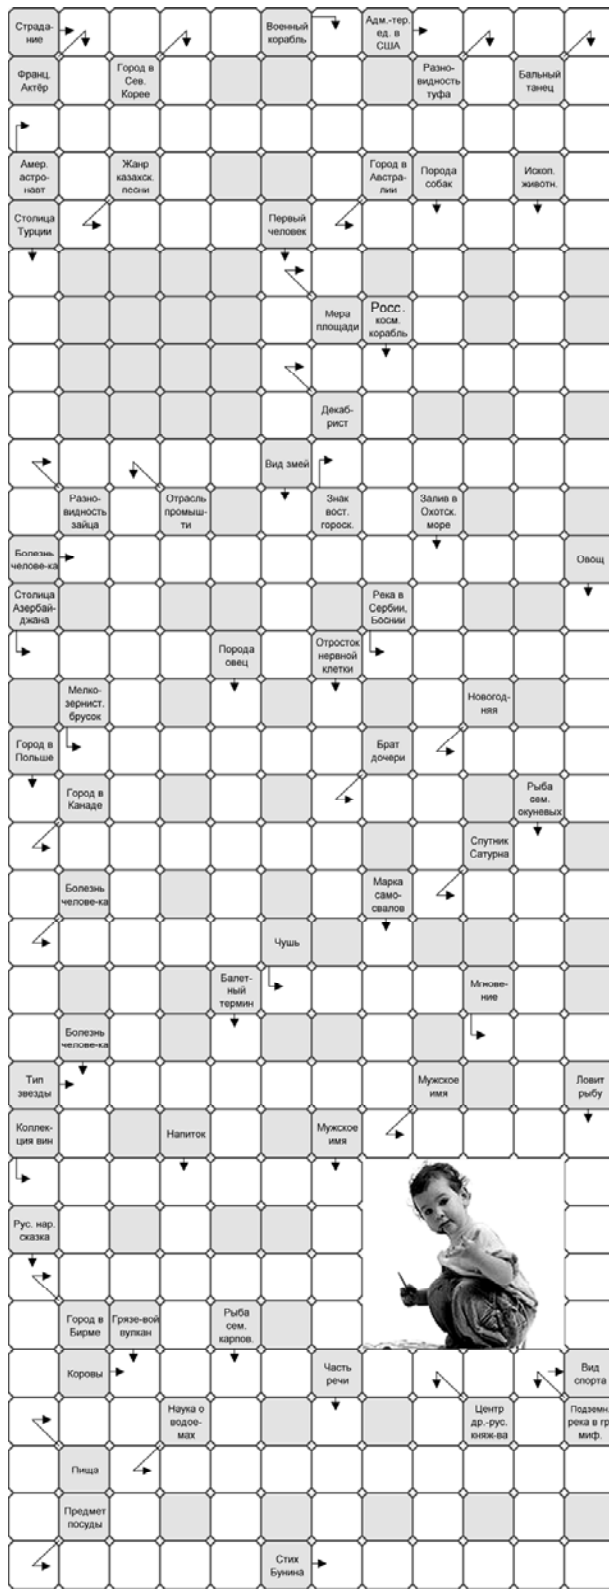 Страда-
ние
Военный
корабль
Адм.-тер.
ед. в
США
Франц.
Актёр
Город в
Сев.
Корее
Разно-
видность
туфа
Бальный
танец
Амер.
астро-
навт
Жанр
казахск.
песни
Город в
Австра-
лии
Порода
собак
Ископ.
животн.
Столица
Турции
Первый
человек
Мера
площади
Росс.
косм.
корабль
Декаб-
рист
Вид змей
Разно-
видность
зайца
Отрасль
промыш-
ти
Знак
вост.
гороск.
Залив в
Охотск.
море
Болезнь
челове-ка
Овощ
Столица
Азербай-
джана
Река в
Сербии,
Боснии
Порода
овец
Отросток
нервной
клетки
Мелко-
зернист.
брусок
Новогод-
няя
Город в
Польше
Брат
дочери
Город в
Канаде
Рыба
сем.
окуневых
Спутник
Сатурна
Болезнь
челове-ка
Марка
само-
свалов
Чушь
Балет-
ный
термин
Мгнове-
ние
Болезнь
челове-ка
Тип
звезды
Мужское
имя
Ловит
рыбу
Коллек-
ция вин
Напиток
Мужское
имя
Рус. нар.
сказка
Город в
Бирме
Грязе-вой
вулкан
Рыба
сем.
карпов.
Коровы
Часть
речи
Вид
спорта
Наука о
водое-
мах
Центр
др.-рус.
княж-ва
Подземн.
река в гр.
миф.
Пища
Предмет
посуды
Стих
Бунина